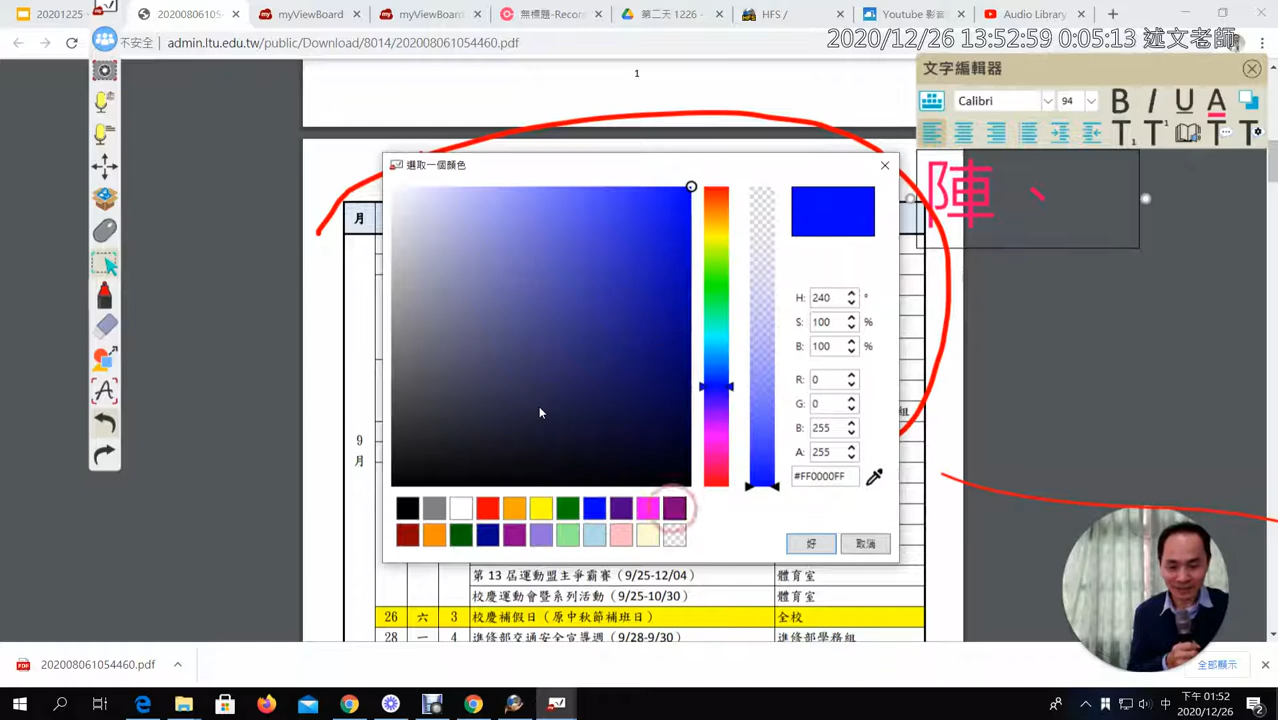 20201225
20200806105
myViewBoard
myViewBoard
無標題-Recor
第二天 1226 -
HFS /
Youtube 影音
Audio Library
不安全
admin.ltu.edu.tw/public/Download/8014/202008061054460.pdf
2020/12/26 13:52:59 0:05:13 述文老師
1
文字編輯器
Calibri
94
B I U A
陣、
選取一個顏色
月
H: 240 °
S: 100 %
B: 100 %
R: 0
G: 0
B: 255
A: 255
#FF0000FF
好
取消
組
9
月
第 13 屆運動盟主爭霸賽（9/25-12/04）
體育室
校慶運動會暨系列活動（9/25-10/30）
體育室
26 六 3 校慶補假日（原中秋節補班日） 全校
28 一 4 進修部交通安全宣導週（9/28-9/30） 進修部學務組
202008061054460.pdf
全部顯示
中
下午 01:52
2020/12/26
2